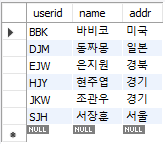 userid name addr
BBK 바비코 미국
DJM 동짜몽 일본
EJW 은지원 경북
HJY 현주엽 경기
JKW 조관우 경기
SJH 서장훈 서울
NULL NULL NULL